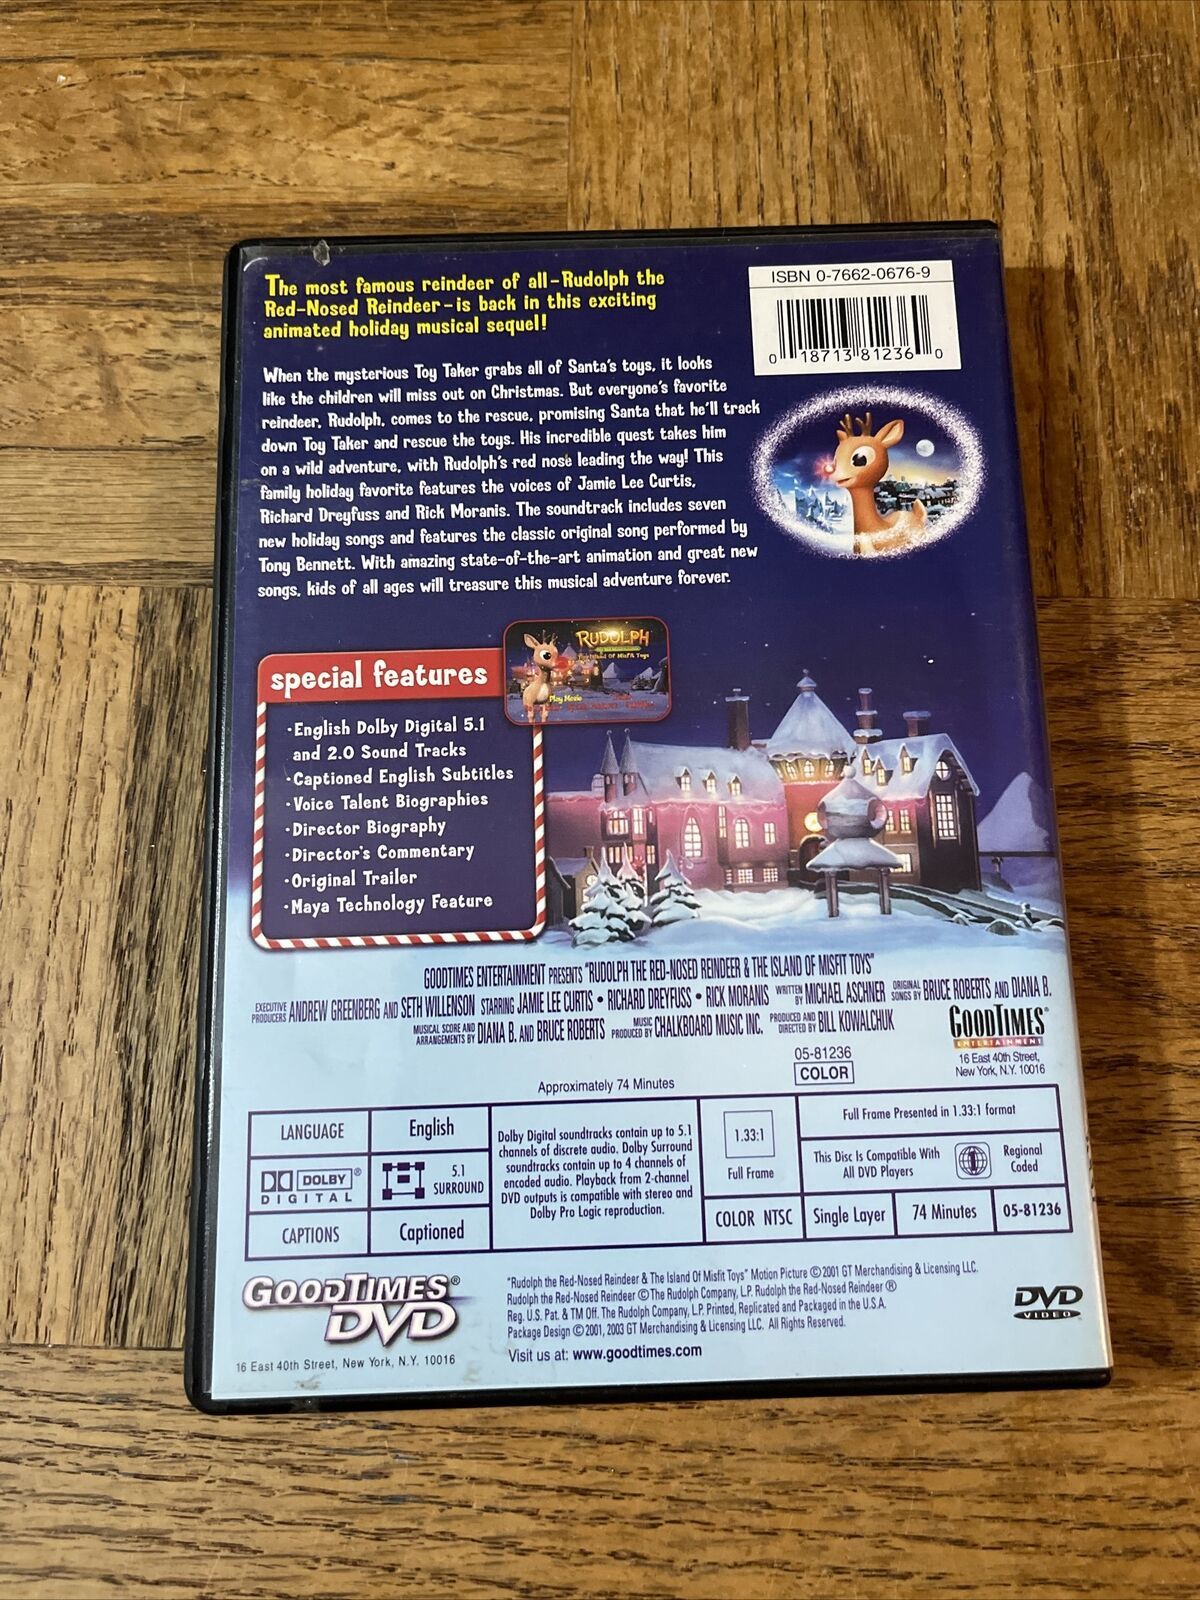 The most famous reindeer of all-Rudolph the
Red-Nosed Reindeer-is back in this exciting
animated holiday musical sequel!
ISBN 0-7662-0676-9
0 18713 81236 0
When the mysterious Toy Taker grabs all of Santa's toys, it looks
like the children will miss out on Christmas. But everyone's favorite
reindeer, Rudolph, comes to the rescue, promising Santa that he'll track
down Toy Taker and rescue the toys. His incredible quest takes him
on a wild adventure, with Rudolph's red nose leading the way! This
family holiday favorite features the voices of Jamie Lee Curtis,
Richard Dreyfuss and Rick Moranis. The soundtrack includes seven
new holiday songs and features the classic original song performed by
Tony Bennett. With amazing state-of-the-art animation and great new
songs, kids of all ages will treasure this musical adventure forever.
RUDOLPH
The Island Of Misfit Toys
Play Movie
special features
·English Dolby Digital 5.1
and 2.0 Sound Tracks
·Captioned English Subtitles
·Voice Talent Biographies
·Director Biography
·Director's Commentary
·Original Trailer
·Maya Technology Feature
GOODTIMES ENTERTAINMENT PRESENTS "RUDOLPH THE RED-NOSED REINDEER & THE ISLAND OF MISFIT TOYS"
EXECUTIVE PRODUCERS ANDREW GREENBERG AND SETH WILLENSON STARRING JAMIE LEE CURTIS • RICHARD DREYFUSS • RICK MORANIS WRITTEN BY MICHAEL ASCHNER ORIGINAL SONGS BY BRUCE ROBERTS AND DIANA B.
MUSICAL SCORE AND ARRANGEMENTS BY DIANA B. AND BRUCE ROBERTS MUSIC PRODUCED BY CHALKBOARD MUSIC INC. PRODUCED AND DIRECTED BY BILL KOWALCHUK
GOODTIMES®
ENTERTAINMENT
16 East 40th Street,
New York, N.Y. 10016
05-81236
COLOR
Approximately 74 Minutes
LANGUAGE
English
DOLBY®
DIGITAL
5.1
SURROUND
CAPTIONS
Captioned
Dolby Digital soundtracks contain up to 5.1
channels of discrete audio. Dolby Surround
soundtracks contain up to 4 channels of
encoded audio. Playback from 2-channel
DVD outputs is compatible with stereo and
Dolby Pro Logic reproduction.
1.33:1
Full Frame
Full Frame Presented in 1.33:1 format
This Disc Is Compatible With
All DVD Players
1
Regional
Coded
COLOR NTSC
Single Layer
74 Minutes
05-81236
GOODTIMES®
DVD
16 East 40th Street, New York, N.Y. 10016
"Rudolph the Red-Nosed Reindeer & The Island Of Misfit Toys" Motion Picture ©2001 GT Merchandising & Licensing LLC.
Rudolph the Red-Nosed Reindeer © The Rudolph Company, L.P. Rudolph the Red-Nosed Reindeer ®
Reg. U.S. Pat. & TM Off. The Rudolph Company, L.P. Printed, Replicated and Packaged in the U.S.A.
Package Design ©2001, 2003 GT Merchandising & Licensing LLC. All Rights Reserved.
Visit us at: www.goodtimes.com
DVD
VIDEO